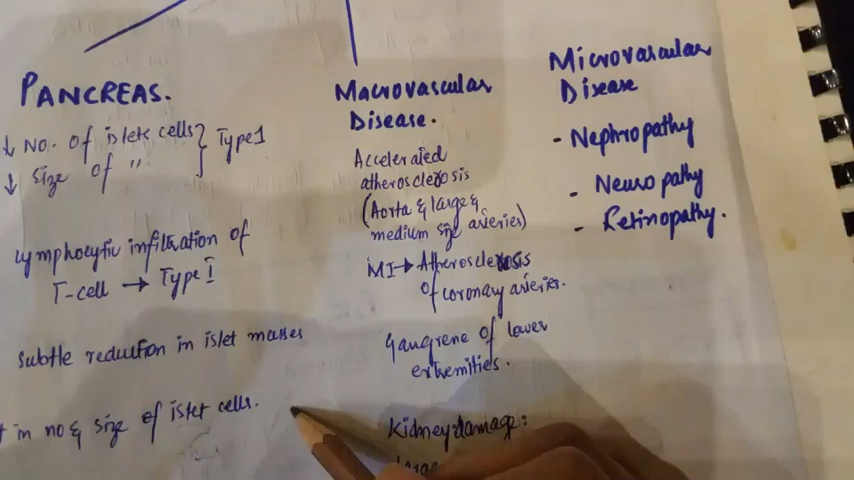 PANCREAS.
↓ No. of islets cells } Type 1
↓ Size of "
Lymphocytic infiltration of
T-cell → Type I
Subtle reduction in islet masses
in no & size of islet cells.
Macrovascular
Disease.
Accelerated
atherosclerosis
(Aorta & large &
medium size arteries)
MI → Atherosclerosis
of coronary arteries.
Gangrene of lower
extremities.
Kidney damage:
Microvascular
Disease
- Nephropathy
- Neuropathy
- Retinopathy.